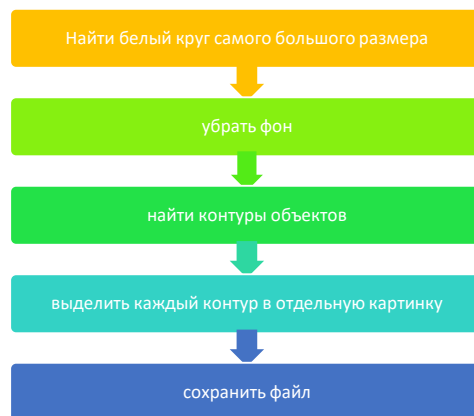 Найти белый круг самого большого размера
убрать фон
найти контуры объектов
выделить каждый контур в отдельную картинку
сохранить файл